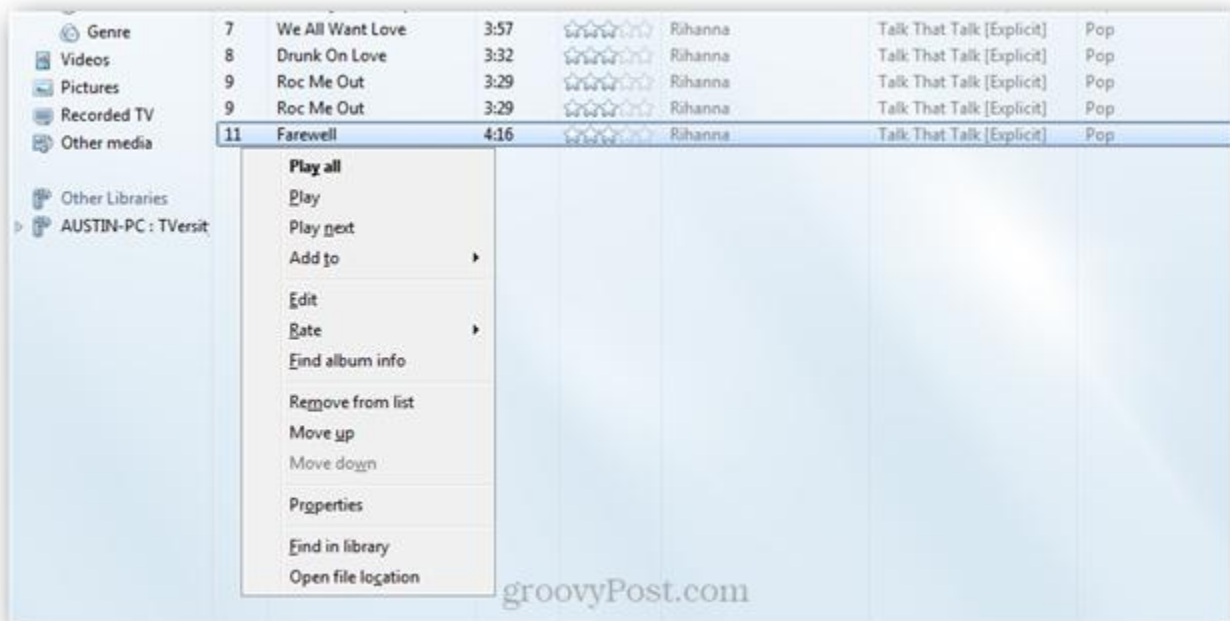 Genre 7 We All Want Love 3:57 Rihanna Talk That Talk [Explicit] Pop
Videos 8 Drunk On Love 3:32 Rihanna Talk That Talk [Explicit] Pop
Pictures 9 Roc Me Out 3:29 Rihanna Talk That Talk [Explicit] Pop
Recorded TV 9 Roc Me Out 3:29 Rihanna Talk That Talk [Explicit] Pop
Other media 11 Farewell 4:16 Rihanna Talk That Talk [Explicit] Pop
Other Libraries
AUSTIN-PC : TVersit
Play all
Play
Play next
Add to
Edit
Rate
Find album info
Remove from list
Move up
Move down
Properties
Find in library
Open file location
groovyPost.com